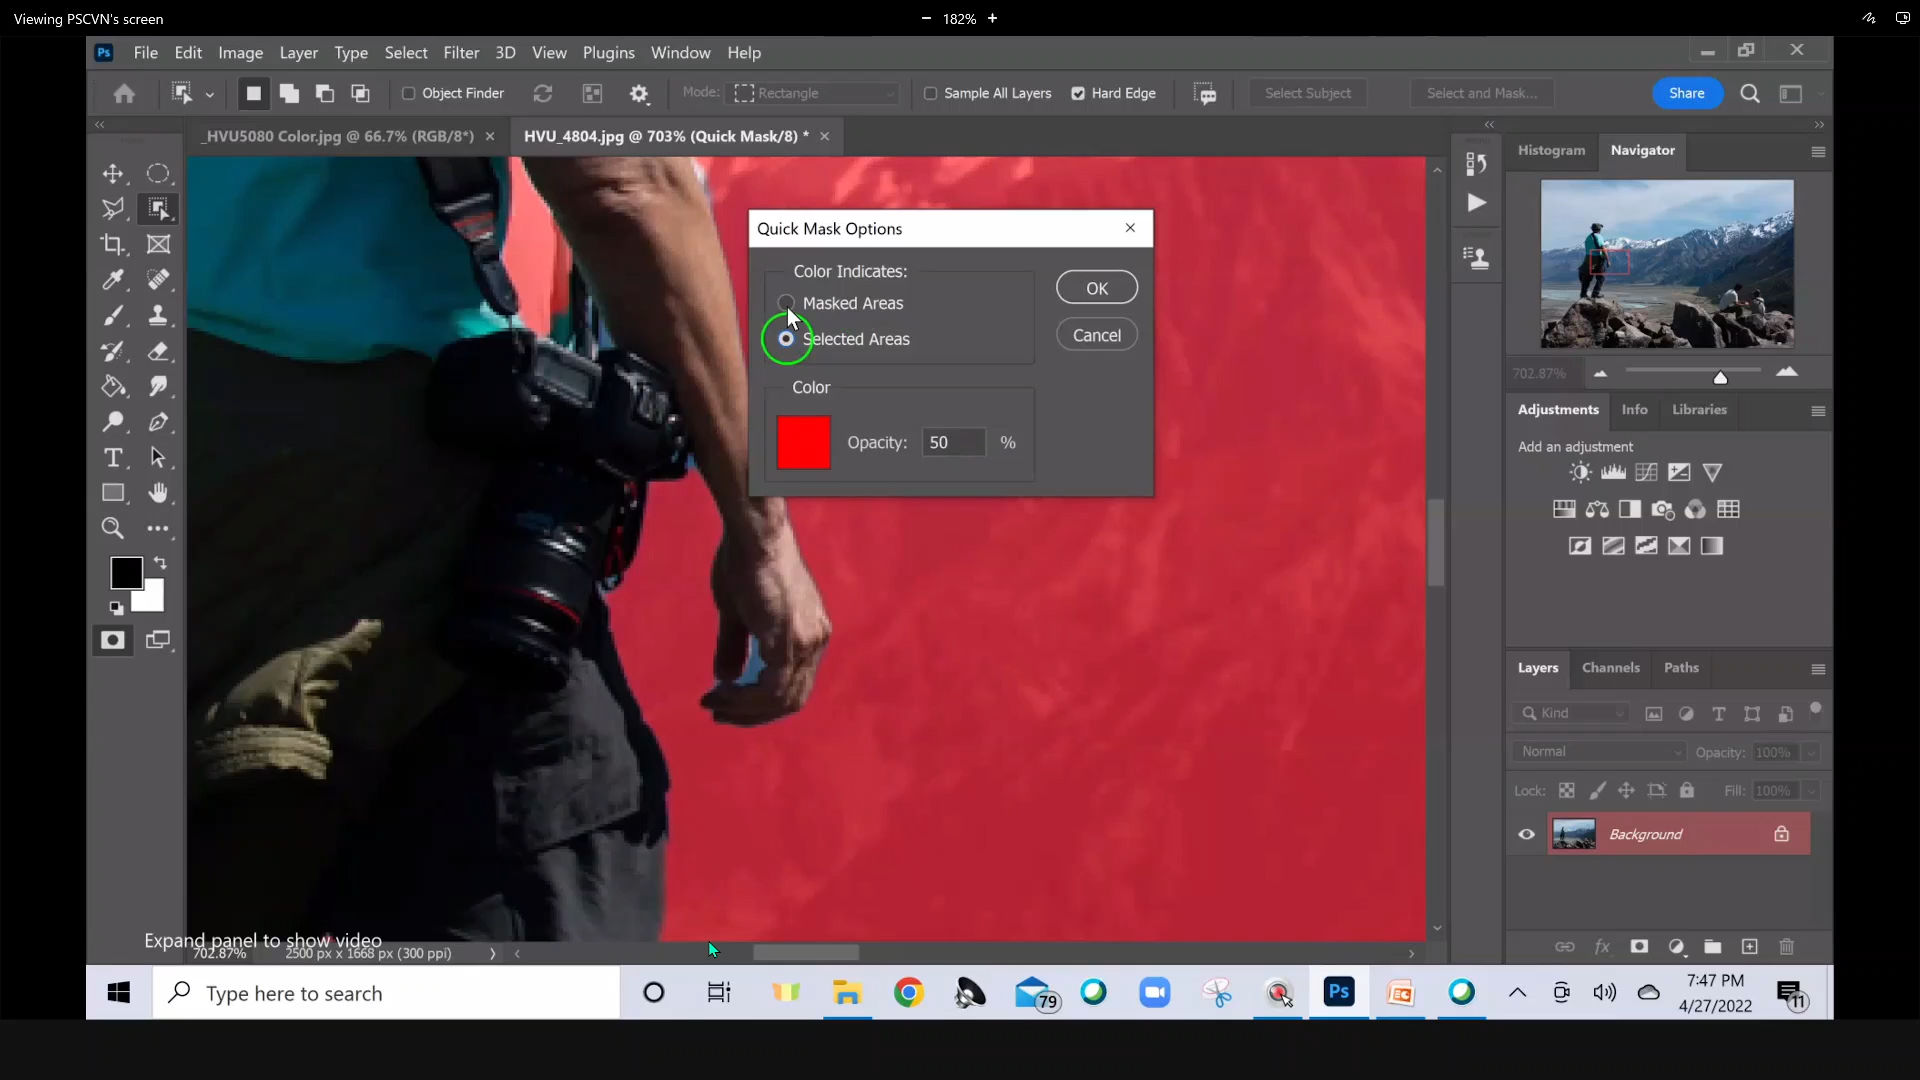 Viewing PSCVN's screen
− 182% +
Ps File Edit Image Layer Type Select Filter 3D View Plugins Window Help
Object Finder
Mode: Rectangle
Sample All Layers
Hard Edge
Select Subject
Select and Mask...
Share
_HVU5080 Color.jpg @ 66.7% (RGB/8*) ×
HVU_4804.jpg @ 703% (Quick Mask/8) * ×
Histogram Navigator
Quick Mask Options
Color Indicates:
Masked Areas
Selected Areas
OK
Cancel
Color
Opacity: 50 %
702.87%
Adjustments Info Libraries
Add an adjustment
Layers Channels Paths
Kind
Normal
Opacity: 100%
Lock:
Fill: 100%
Background
fx
Expand panel to show video
702.87% 2500 px x 1668 px (300 ppi)
Type here to search
79
Ps
7:47 PM
4/27/2022
11